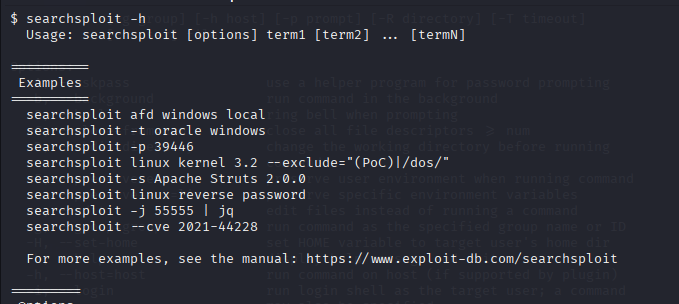 $ searchsploit -h
Usage: searchsploit [options] term1 [term2] ... [termN]
==========
Examples
==========
searchsploit afd windows local
searchsploit -t oracle windows
searchsploit -p 39446
searchsploit linux kernel 3.2 --exclude="(PoC)|/dos/"
searchsploit -s Apache Struts 2.0.0
searchsploit linux reverse password
searchsploit -j 55555 | jq
searchsploit --cve 2021-44228
For more examples, see the manual: https://www.exploit-db.com/searchsploit
=========